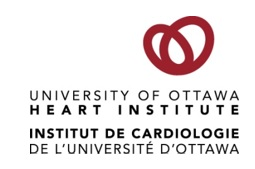 UNIVERSITY OF OTTAWA
HEART INSTITUTE
INSTITUT DE CARDIOLOGIE
DE L'UNIVERSITÉ D'OTTAWA